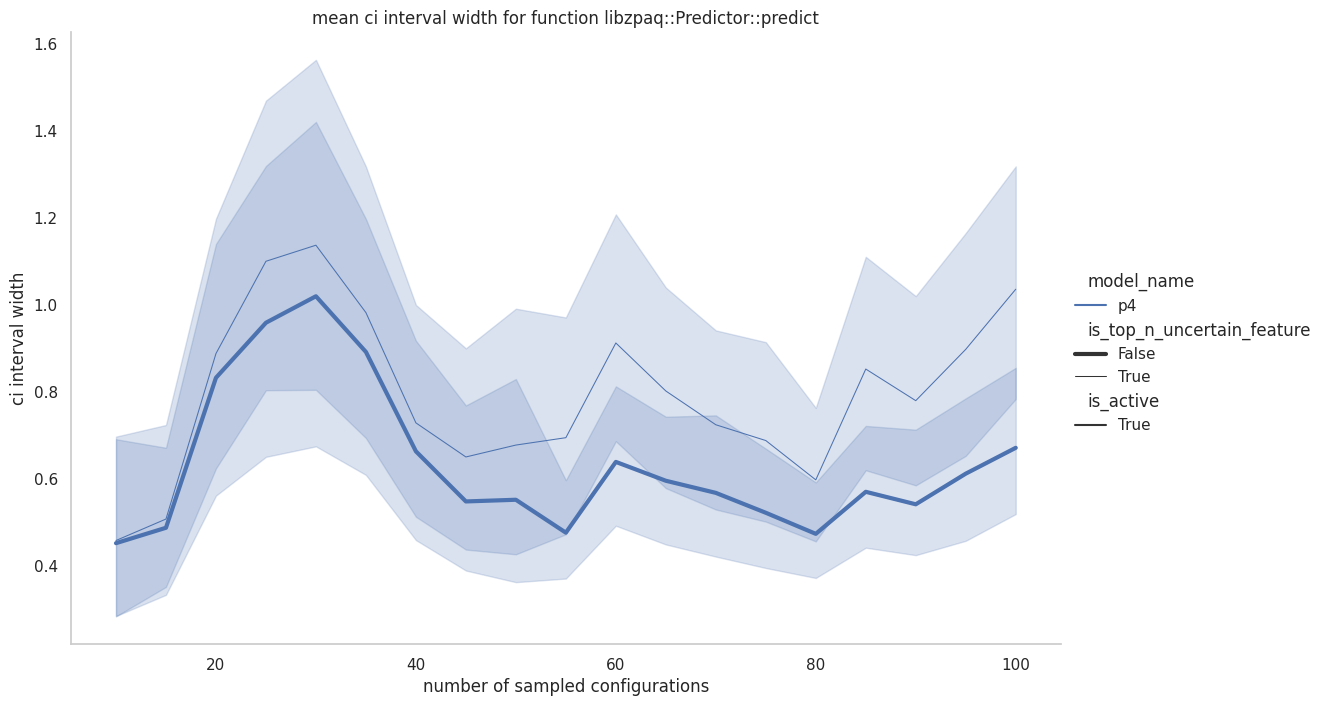 mean ci interval width for function libzpaq::Predictor::predict
1.6
1.4
1.2
1.0
0.8
0.6
0.4
ci interval width
20
40
60
80
100
number of sampled configurations
model_name
p4
is_top_n_uncertain_feature
False
True
is_active
True